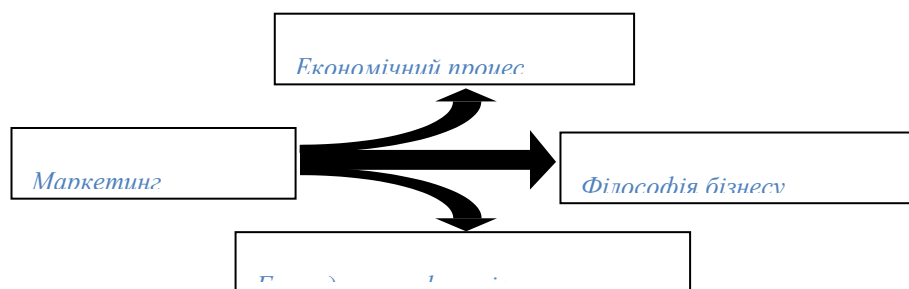 Економічний процес
Маркетинг
Філософія бізнесу